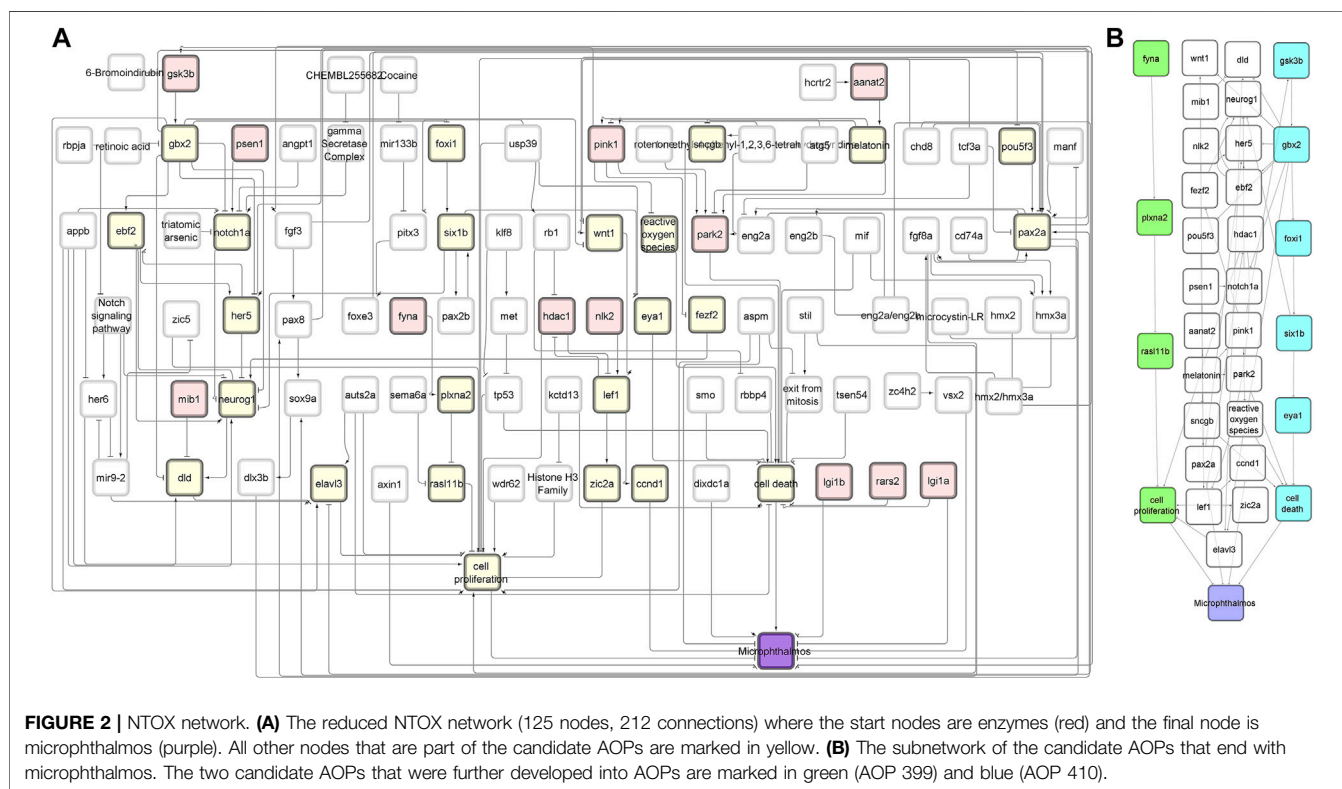 A
B
6-Bromoindirubin
gsk3b
CHEMBL255682
Cocaine
hcrtr2
aanat2
rbpja
retinoic acid
gbx2
psen1
angpt1
gamma
Secretase
Complex
mir133b
foxi1
usp39
pink1
sncgb
atg5
melatonin
chd8
tcf3a
pou5f3
manf
appb
ebf2
triatomic
arsenic
notch1a
fgf3
pitx3
six1b
klf8
rb1
wnt1
reactive
oxygen
species
park2
eng2a
eng2b
mif
fgf8a
cd74a
pax2a
Notch
signaling
pathway
zic5
her5
pax8
foxe3
fyna
pax2b
met
hdac1
nlk2
eya1
fezf2
aspm
stil
eng2a/eng2b
microcystin-LR
hmx2
hmx3a
her6
mib1
neurog1
sox9a
auts2a
sema6a
plxna2
tp53
kctd13
lef1
smo
rbbp4
exit from
mitosis
tsen54
zc4h2
vsx2
hmx2/hmx3a
mir9-2
dld
dlx3b
elavl3
axin1
rasl11b
wdr62
Histone H3
Family
zic2a
ccnd1
dixdc1a
cell death
lgi1b
rars2
lgi1a
cell
proliferation
Microphthalmos
fyna
wnt1
dld
gsk3b
mib1
neurog1
nlk2
her5
gbx2
fezf2
ebf2
plxna2
pou5f3
hdac1
foxi1
psen1
notch1a
aanat2
pink1
six1b
rasl11b
melatonin
park2
sncgb
reactive
oxygen
species
eya1
pax2a
ccnd1
cell
proliferation
lef1
zic2a
cell
death
elavl3
Microphthalmos
FIGURE 2 | NTOX network. (A) The reduced NTOX network (125 nodes, 212 connections) where the start nodes are enzymes (red) and the final node is
microphthalmos (purple). All other nodes that are part of the candidate AOPs are marked in yellow. (B) The subnetwork of the candidate AOPs that end with
microphthalmos. The two candidate AOPs that were further developed into AOPs are marked in green (AOP 399) and blue (AOP 410).